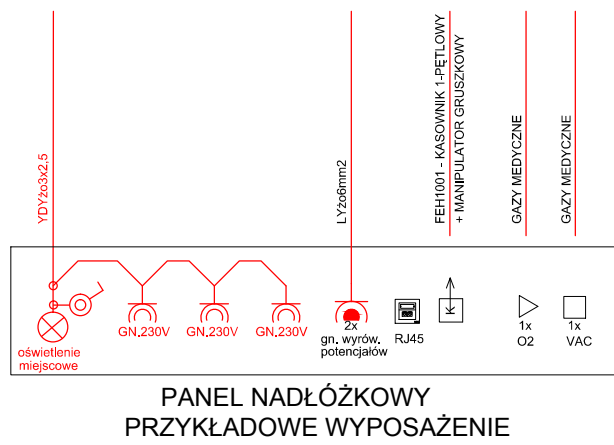 YDYżo3x2,5
LYżo6mm2
FEH1001 - KASOWNIK 1-PĘTLOWY
+ MANIPULATOR GRUSZKOWY
GAZY MEDYCZNE
GAZY MEDYCZNE
oświetlenie
miejscowe
GN.230V
GN.230V
GN.230V
2x
gn. wyrów.
potencjałów
RJ45
K
1x
O2
1x
VAC
PANEL NADŁÓŻKOWY
PRZYKŁADOWE WYPOSAŻENIE